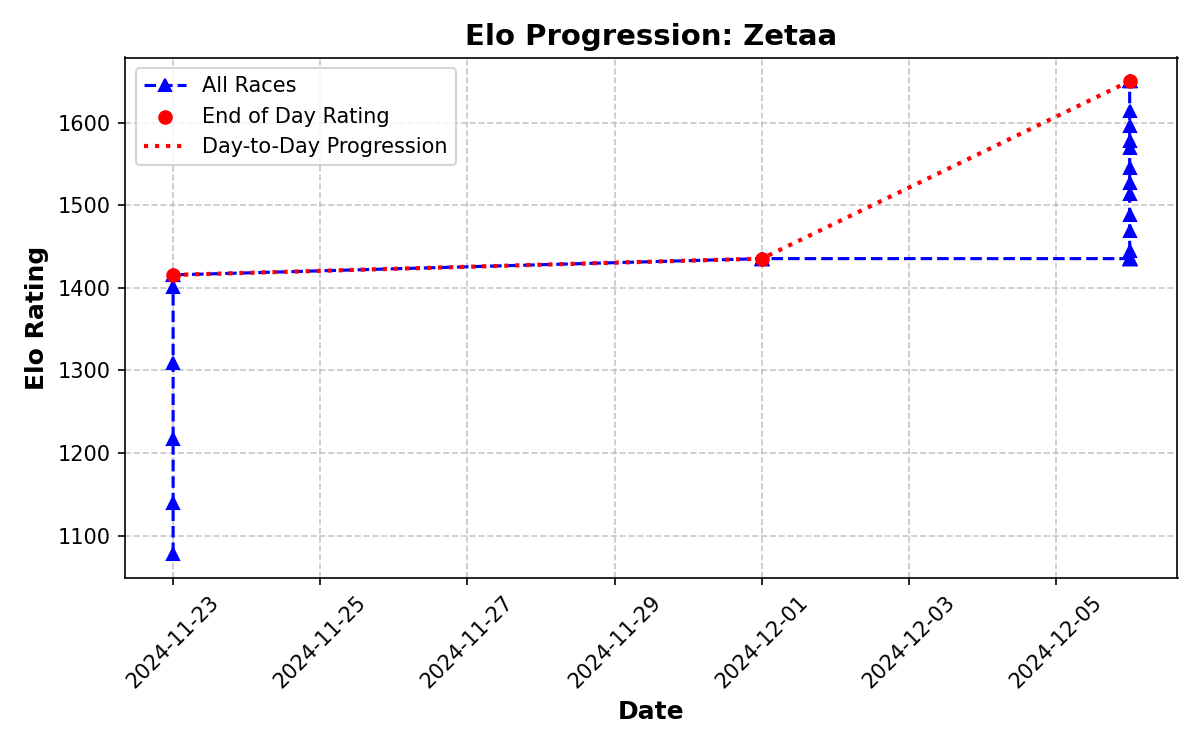 Elo Progression: Zetaa
All Races
End of Day Rating
Day-to-Day Progression
Elo Rating
1600
1500
1400
1300
1200
1100
2024-11-23
2024-11-25
2024-11-27
2024-11-29
2024-12-01
2024-12-03
2024-12-05
Date